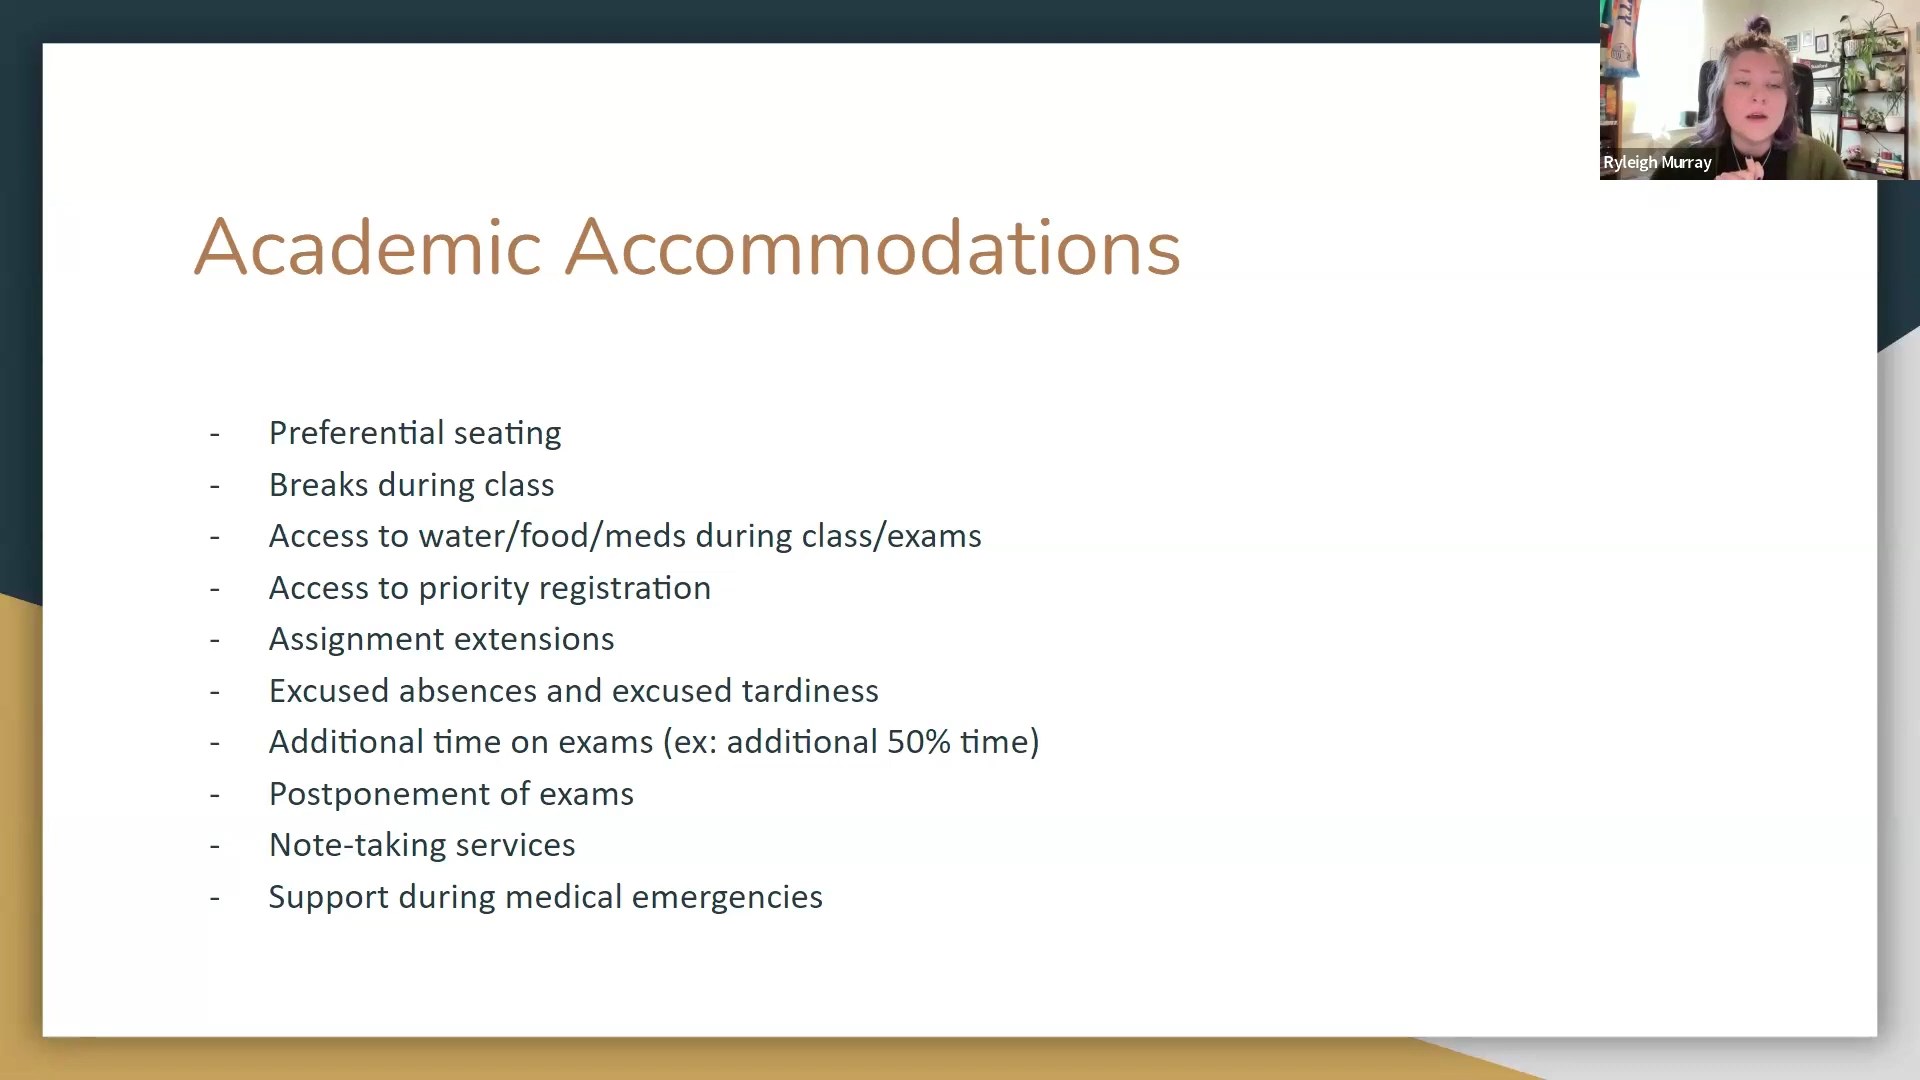 Ryleigh Murray
Academic Accommodations
- Preferential seating
- Breaks during class
- Access to water/food/meds during class/exams
- Access to priority registration
- Assignment extensions
- Excused absences and excused tardiness
- Additional time on exams (ex: additional 50% time)
- Postponement of exams
- Note-taking services
- Support during medical emergencies